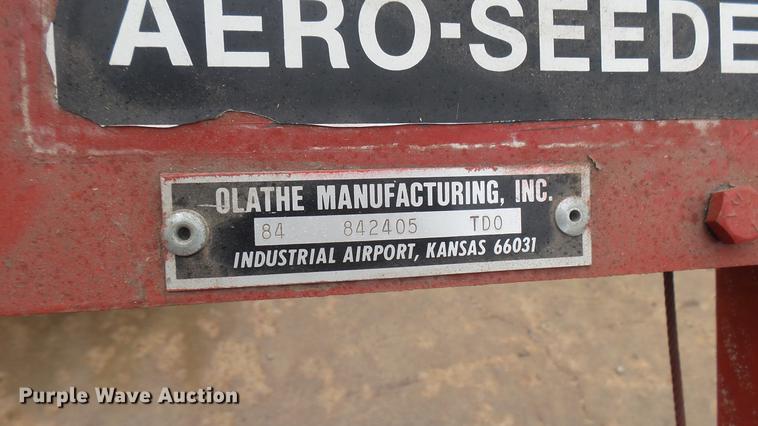 AERO-SEEDE
OLATHE MANUFACTURING, INC.
84 842405 TDO
INDUSTRIAL AIRPORT, KANSAS 66031
Purple Wave Auction